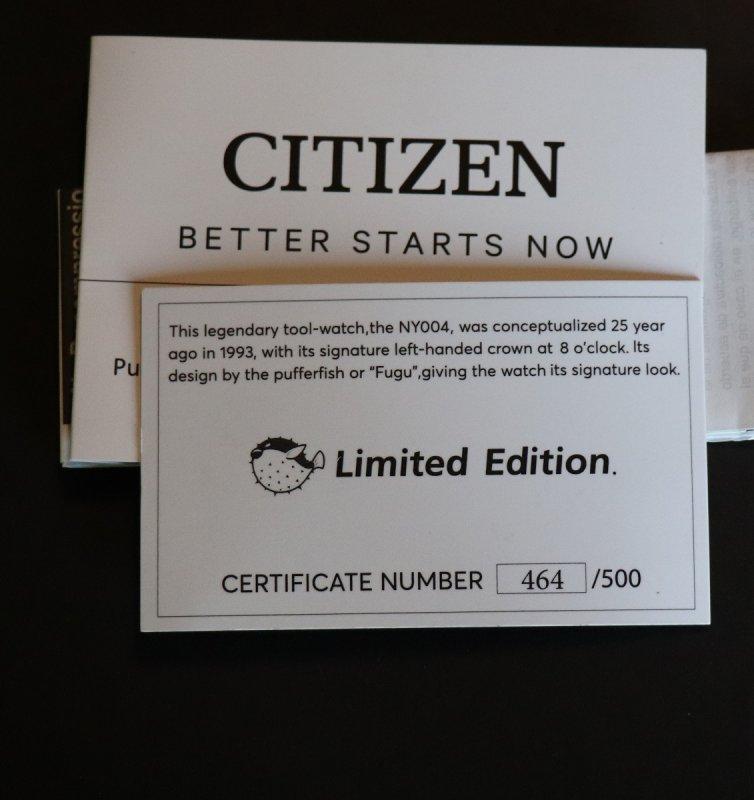 CITIZEN
BETTER STARTS NOW
Pu
This legendary tool-watch,the NY004, was conceptualized 25 year
ago in 1993, with its signature left-handed crown at 8 o'clock. Its
design by the pufferfish or "Fugu",giving the watch its signature look.
Limited Edition.
CERTIFICATE NUMBER 464 /500